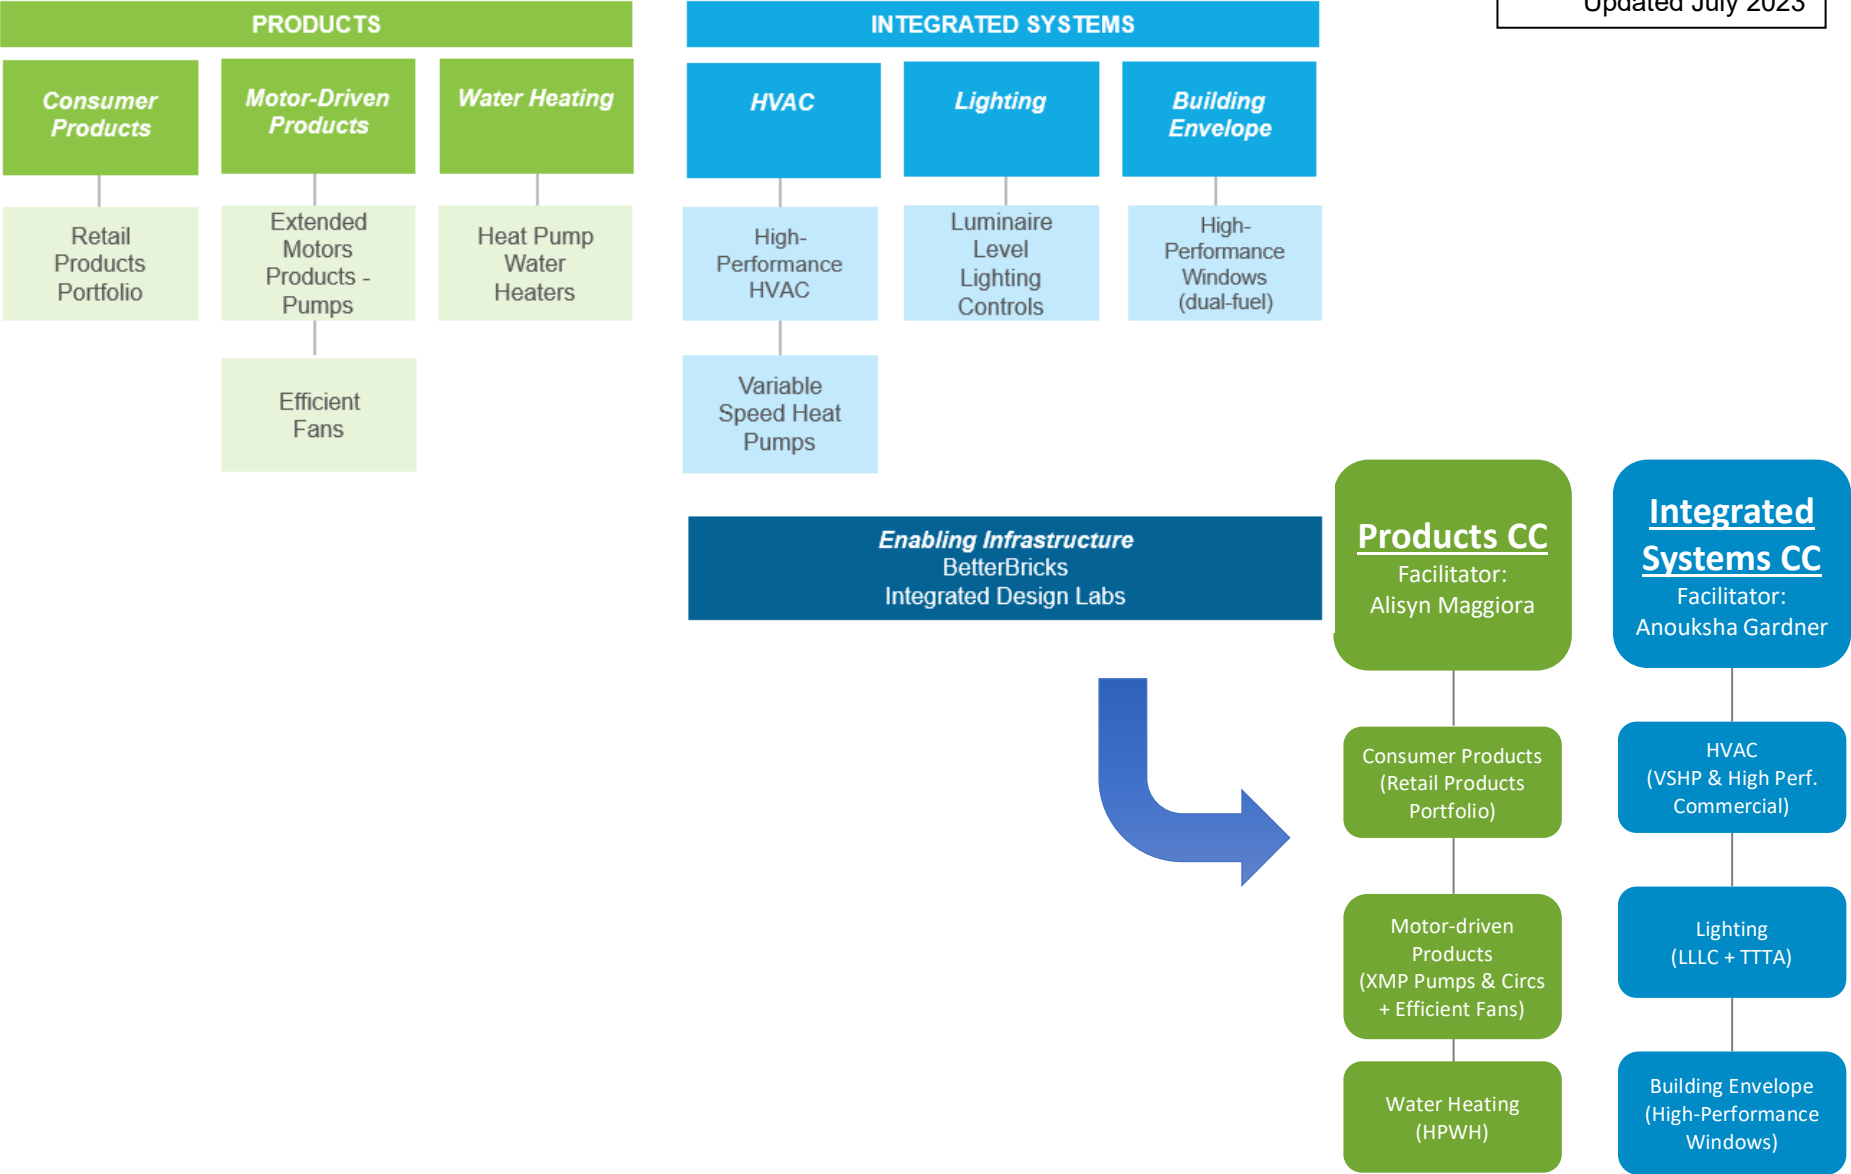 Updated July 2023
PRODUCTS
Consumer
Products
Motor-Driven
Products
Water Heating
Retail
Products
Portfolio
Extended
Motors
Products -
Pumps
Heat Pump
Water
Heaters
Efficient
Fans
INTEGRATED SYSTEMS
HVAC
Lighting
Building
Envelope
High-
Performance
HVAC
Luminaire
Level
Lighting
Controls
High-
Performance
Windows
(dual-fuel)
Variable
Speed Heat
Pumps
Enabling Infrastructure
BetterBricks
Integrated Design Labs
Products CC
Facilitator:
Alisyn Maggiora
Consumer Products
(Retail Products
Portfolio)
Motor-driven
Products
(XMP Pumps & Circs
+ Efficient Fans)
Water Heating
(HPWH)
Integrated
Systems CC
Facilitator:
Anouksha Gardner
HVAC
(VSHP & High Perf.
Commercial)
Lighting
(LLLC + TTTA)
Building Envelope
(High-Performance
Windows)